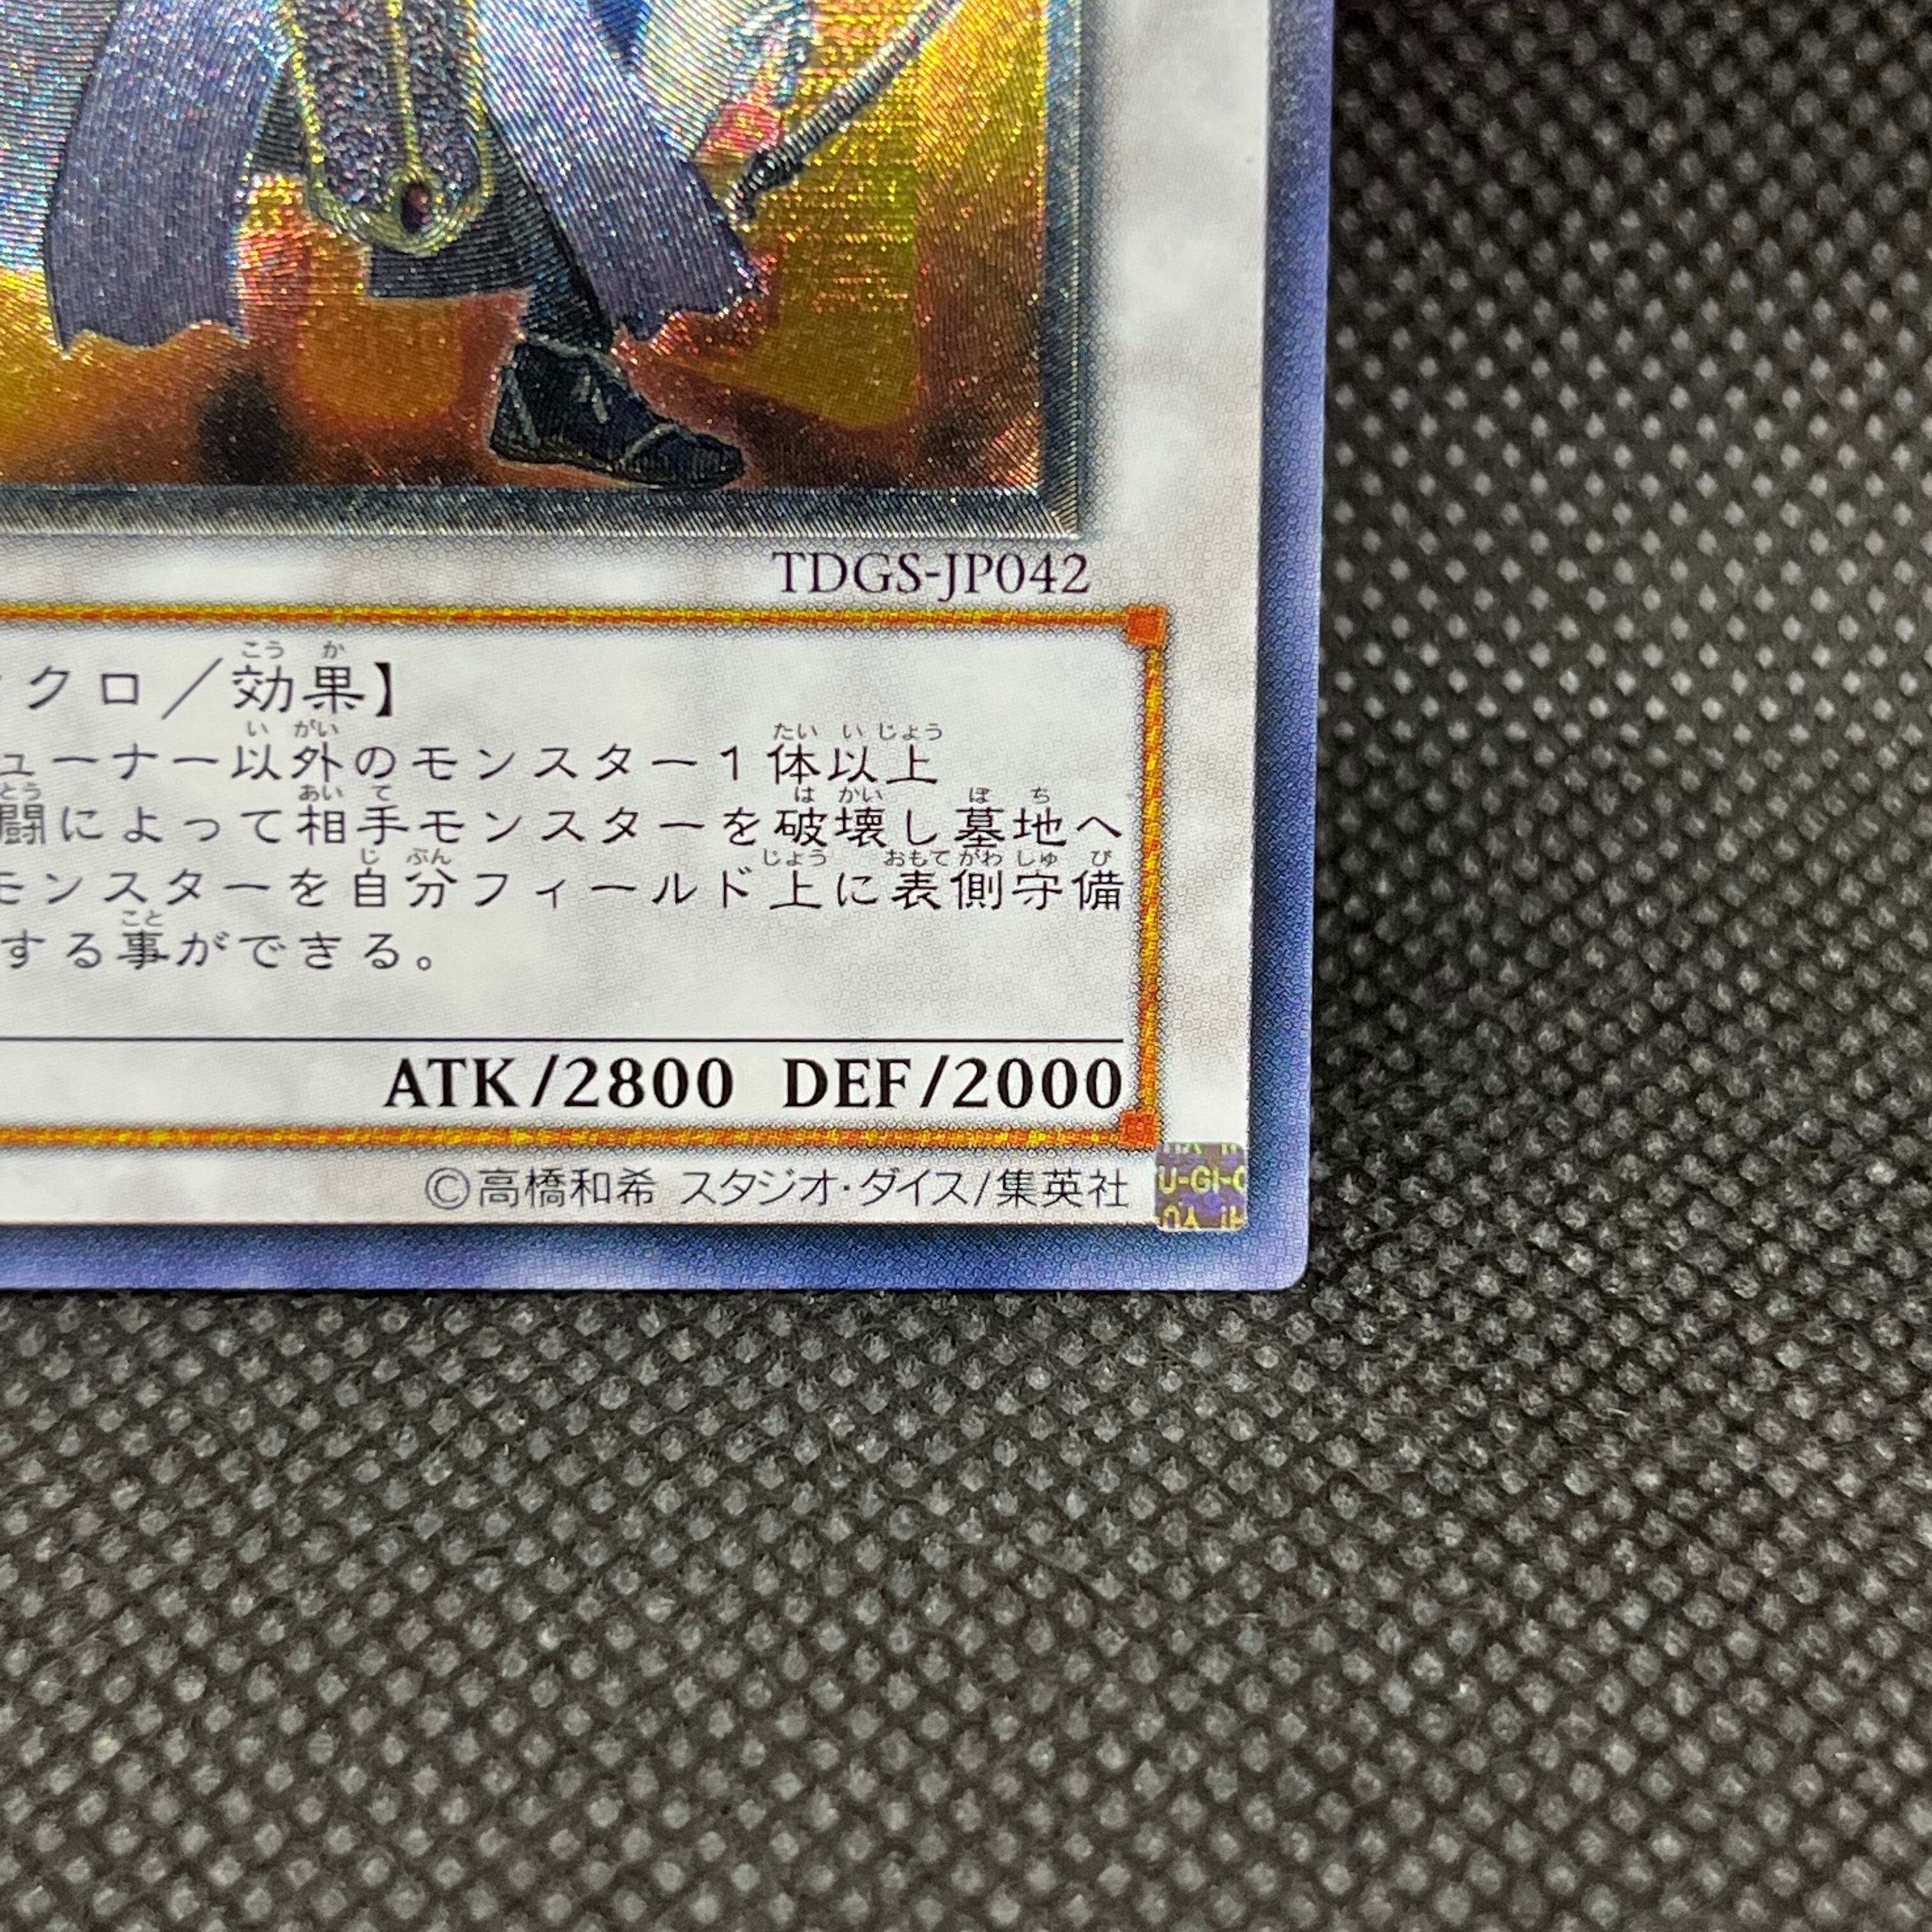 TDGS-JP042
クロ/効果】
ューナー以外のモンスター1体以上
闘によって相手モンスターを破壊し墓地へ
モンスターを自分フィールド上に表側守備
する事ができる。
ATK/2800 DEF/2000
©高橋和希 スタジオ・ダイス/集英社
U-GI-O